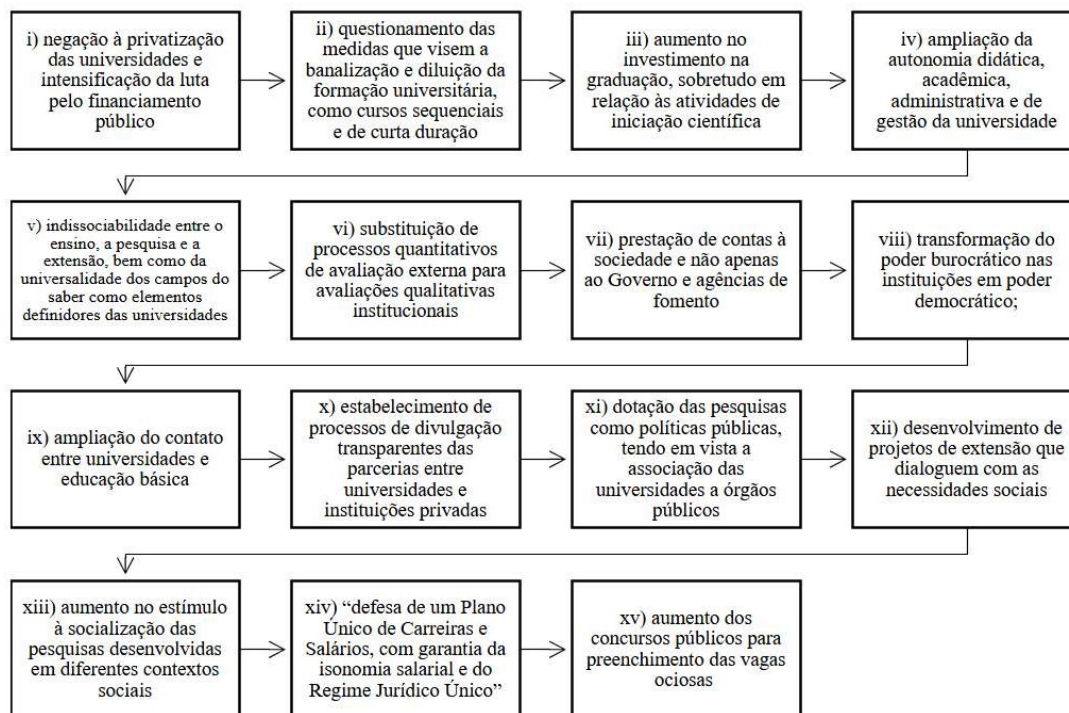 i) negação à privatização
das universidades e
intensificação da luta
pelo financiamento
público
ii) questionamento das
medidas que visem a
banalização e diluição da
formação universitária,
como cursos sequenciais
e de curta duração
iii) aumento no
investimento na
graduação, sobretudo em
relação às atividades de
iniciação científica
iv) ampliação da
autonomia didática,
acadêmica,
administrativa e de
gestão da universidade
v) indissociabilidade entre o
ensino, a pesquisa e a
extensão, bem como da
universalidade dos campos do
saber como elementos
definidores das universidades
vi) substituição de
processos quantitativos
de avaliação externa para
avaliações qualitativas
institucionais
vii) prestação de contas à
sociedade e não apenas
ao Governo e agências de
fomento
viii) transformação do
poder burocrático nas
instituições em poder
democrático;
ix) ampliação do contato
entre universidades e
educação básica
x) estabelecimento de
processos de divulgação
transparentes das
parcerias entre
universidades e
instituições privadas
xi) dotação das pesquisas
como políticas públicas,
tendo em vista a
associação das
universidades a órgãos
públicos
xii) desenvolvimento de
projetos de extensão que
dialoguem com as
necessidades sociais
xiii) aumento no estímulo
à socialização das
pesquisas desenvolvidas
em diferentes contextos
sociais
xiv) “defesa de um Plano
Único de Carreiras e
Salários, com garantia da
isonomia salarial e do
Regime Jurídico Único”
xv) aumento dos
concursos públicos para
preenchimento das vagas
ociosas